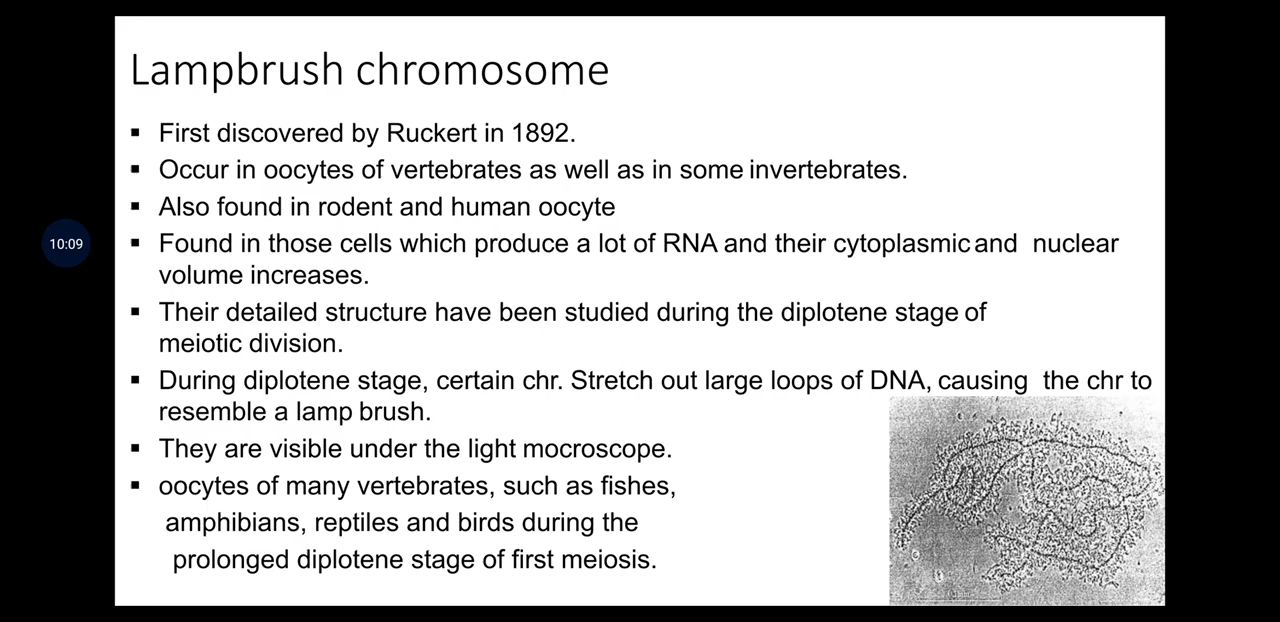 Lampbrush chromosome
▪ First discovered by Ruckert in 1892.
▪ Occur in oocytes of vertebrates as well as in some invertebrates.
▪ Also found in rodent and human oocyte
10:09
▪ Found in those cells which produce a lot of RNA and their cytoplasmic and nuclear
volume increases.
▪ Their detailed structure have been studied during the diplotene stage of
meiotic division.
▪ During diplotene stage, certain chr. Stretch out large loops of DNA, causing the chr to
resemble a lamp brush.
▪ They are visible under the light mocroscope.
▪ oocytes of many vertebrates, such as fishes,
amphibians, reptiles and birds during the
prolonged diplotene stage of first meiosis.